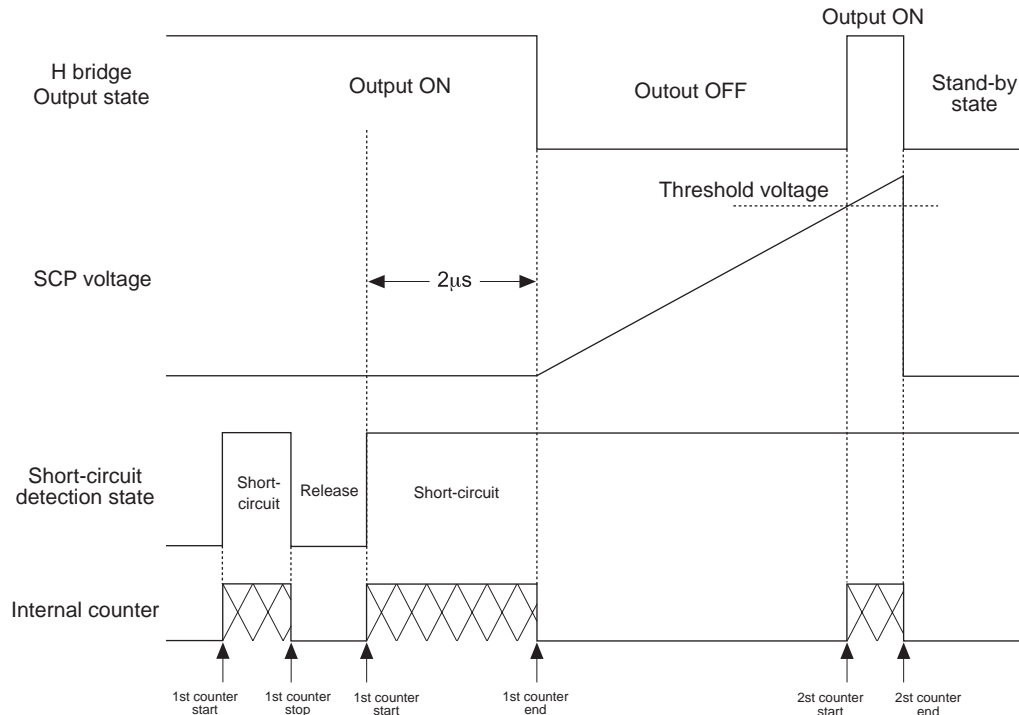 Output ON
H bridge
Output state
Output ON
Outout OFF
Stand-by
state
Threshold voltage
SCP voltage
2μs
Short-circuit
detection state
Short-
circuit
Release
Short-circuit
Internal counter
1st counter
start
1st counter
stop
1st counter
start
1st counter
end
2st counter
start
2st counter
end